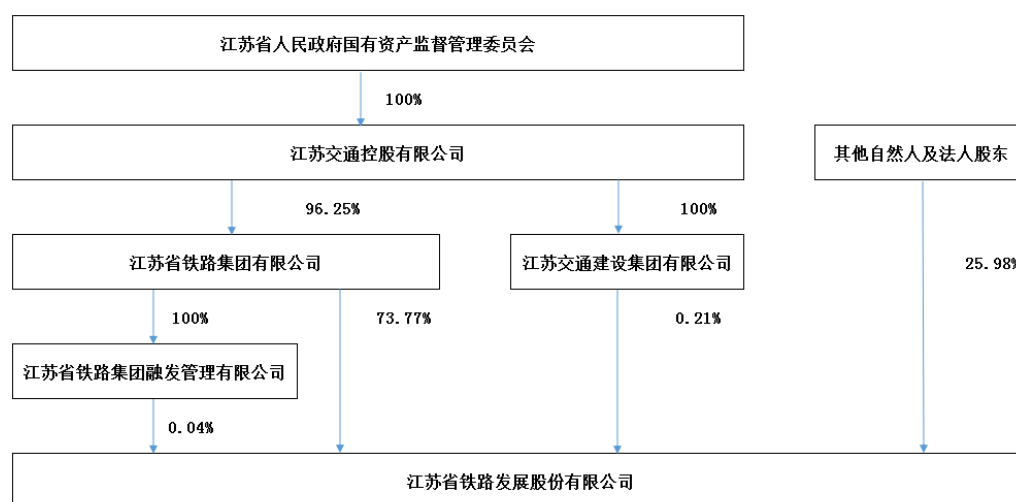 江苏省人民政府国有资产监督管理委员会
100%
江苏交通控股有限公司
其他自然人及法人股东
96.25%
100%
江苏省铁路集团有限公司
江苏交通建设集团有限公司
25.98%
100%
73.77%
0.21%
江苏省铁路集团融发管理有限公司
0.04%
江苏省铁路发展股份有限公司